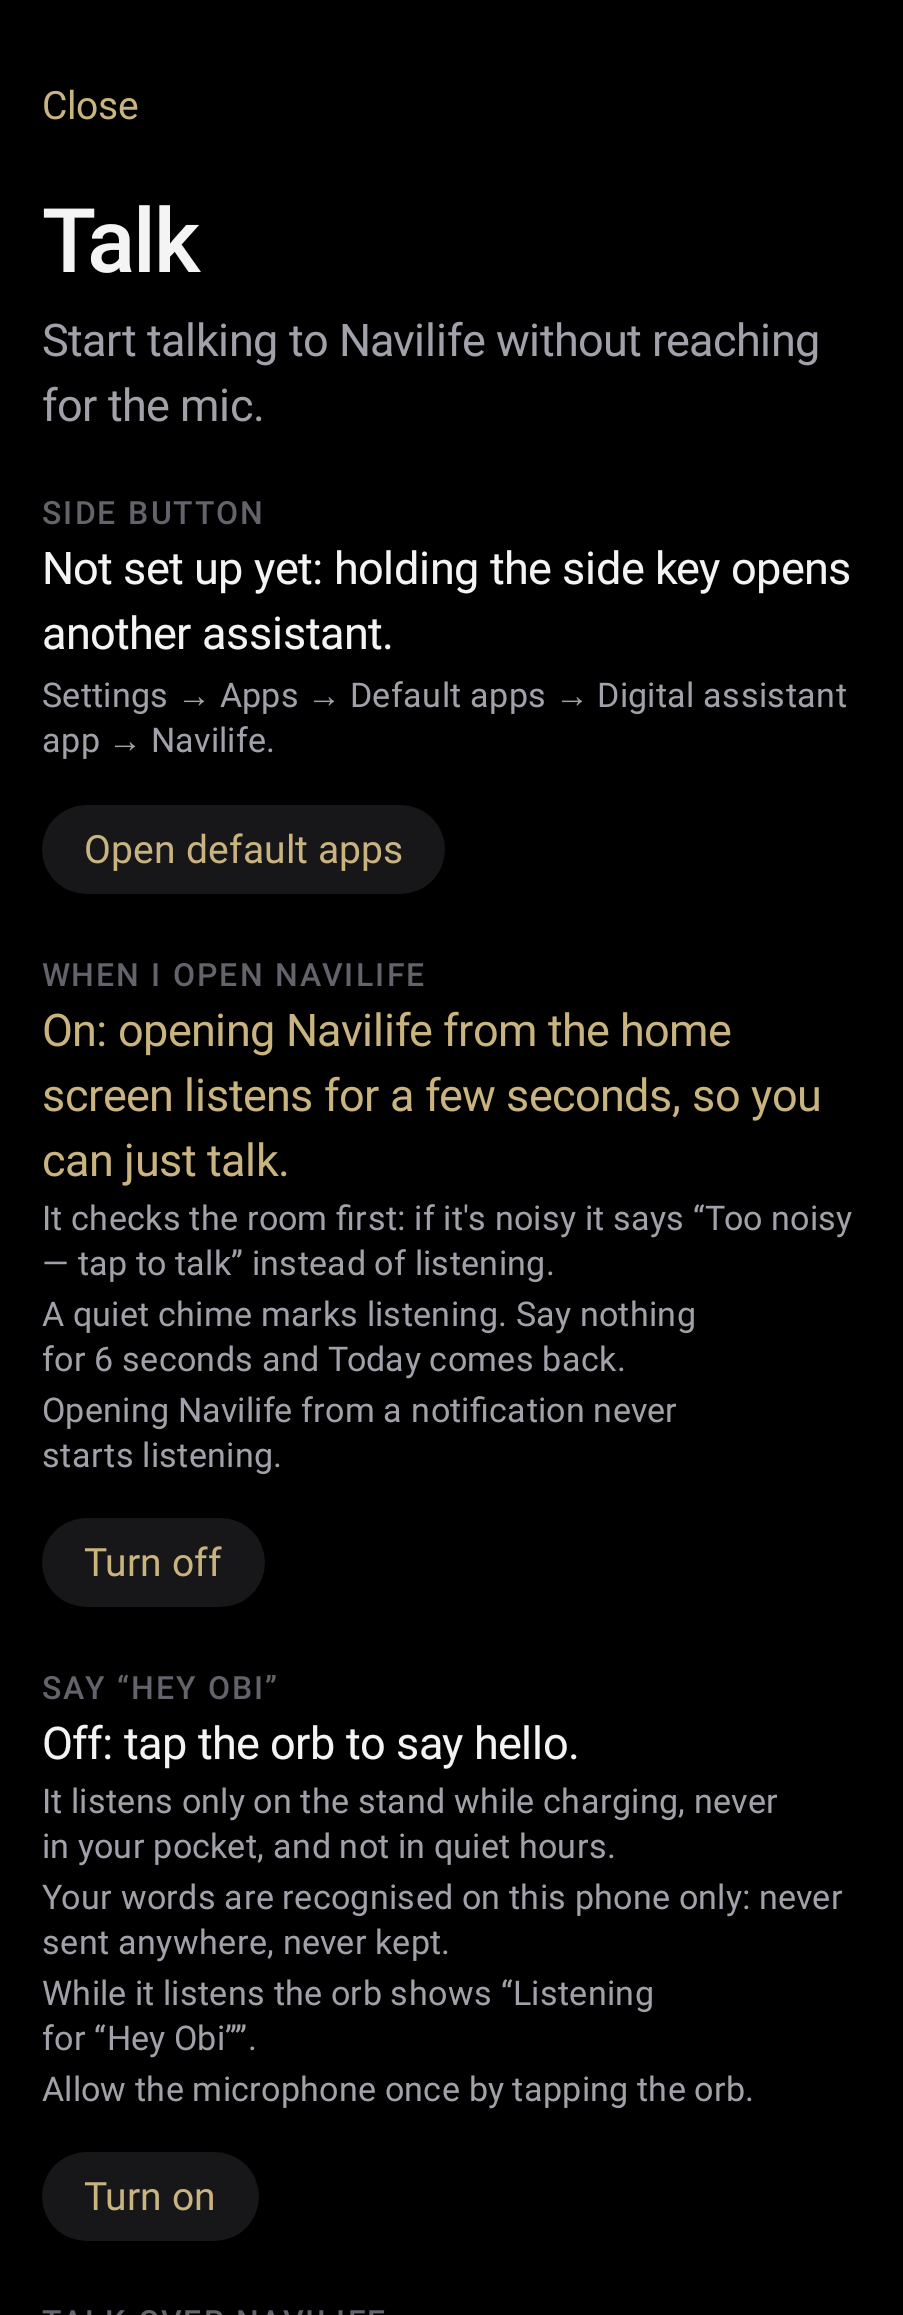 Close
Talk
Start talking to Navilife without reaching
for the mic.
SIDE BUTTON
Not set up yet: holding the side key opens
another assistant.
Settings → Apps → Default apps → Digital assistant
app → Navilife.
Open default apps
WHEN I OPEN NAVILIFE
On: opening Navilife from the home
screen listens for a few seconds, so you
can just talk.
It checks the room first: if it's noisy it says “Too noisy
— tap to talk” instead of listening.
A quiet chime marks listening. Say nothing
for 6 seconds and Today comes back.
Opening Navilife from a notification never
starts listening.
Turn off
SAY “HEY OBI”
Off: tap the orb to say hello.
It listens only on the stand while charging, never
in your pocket, and not in quiet hours.
Your words are recognised on this phone only: never
sent anywhere, never kept.
While it listens the orb shows “Listening
for “Hey Obi””.
Allow the microphone once by tapping the orb.
Turn on
TALK OVER NAVILIFE